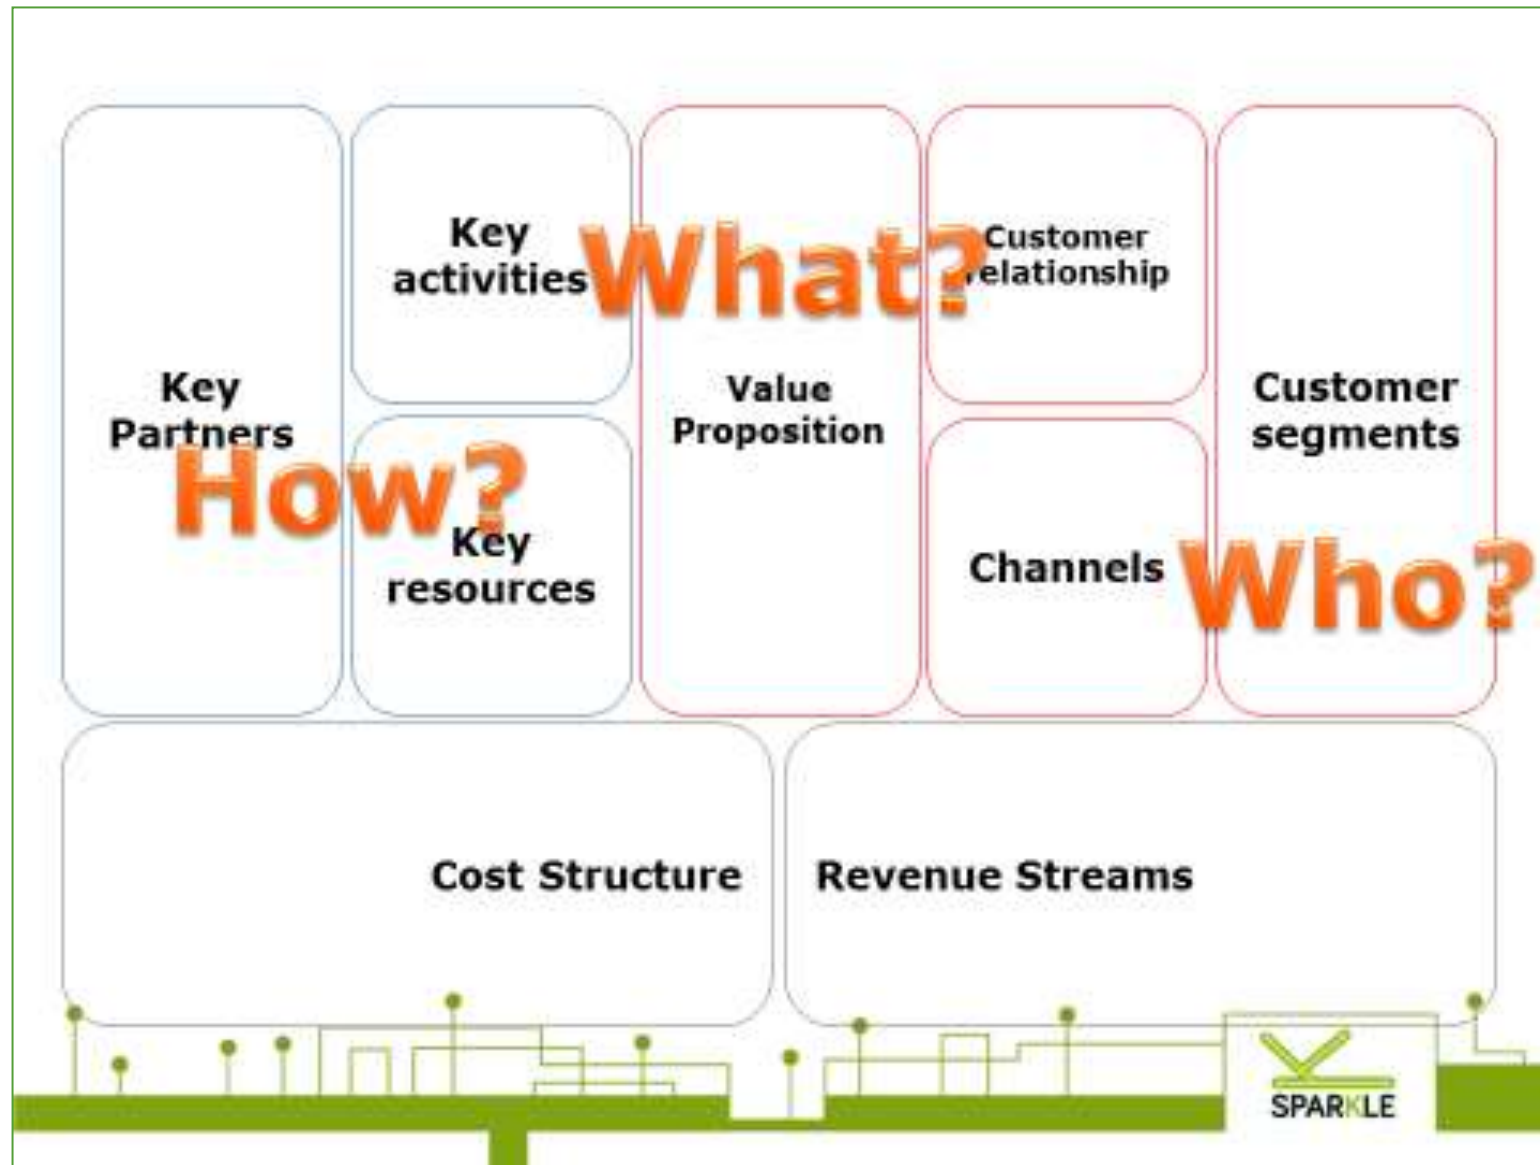 Key
Partners
How?
Key
activities
Key
resources
What?
Value
Proposition
Customer
relationship
Channels
Customer
segments
Who?
Cost Structure
Revenue Streams
SPARKLE